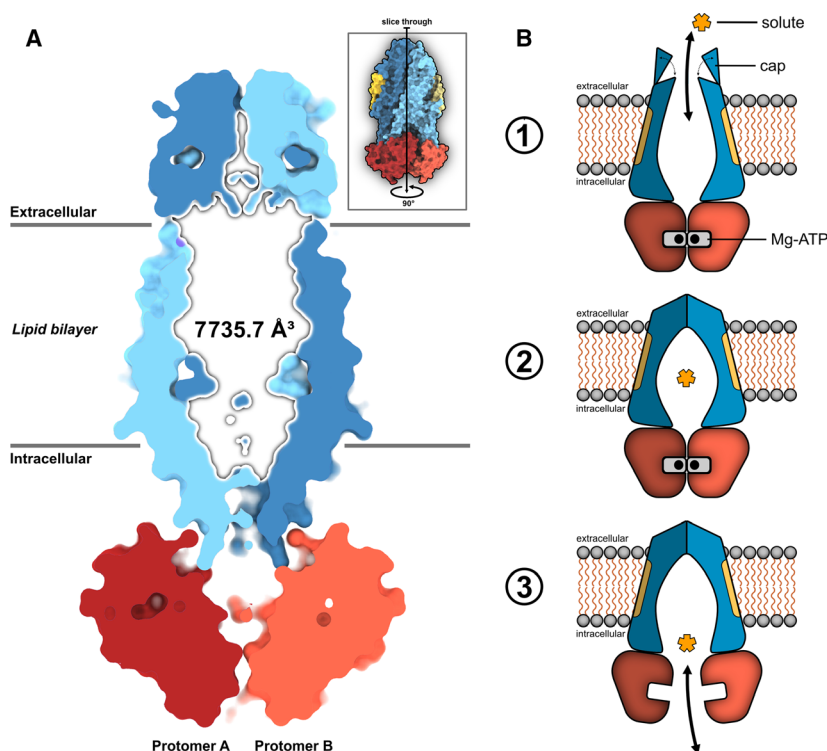 A
slice through
90°
Extracellular
Lipid bilayer
7735.7 Å³
Intracellular
Protomer A
Protomer B
B
solute
cap
extracellular
1
intracellular
Mg-ATP
extracellular
2
intracellular
extracellular
3
intracellular